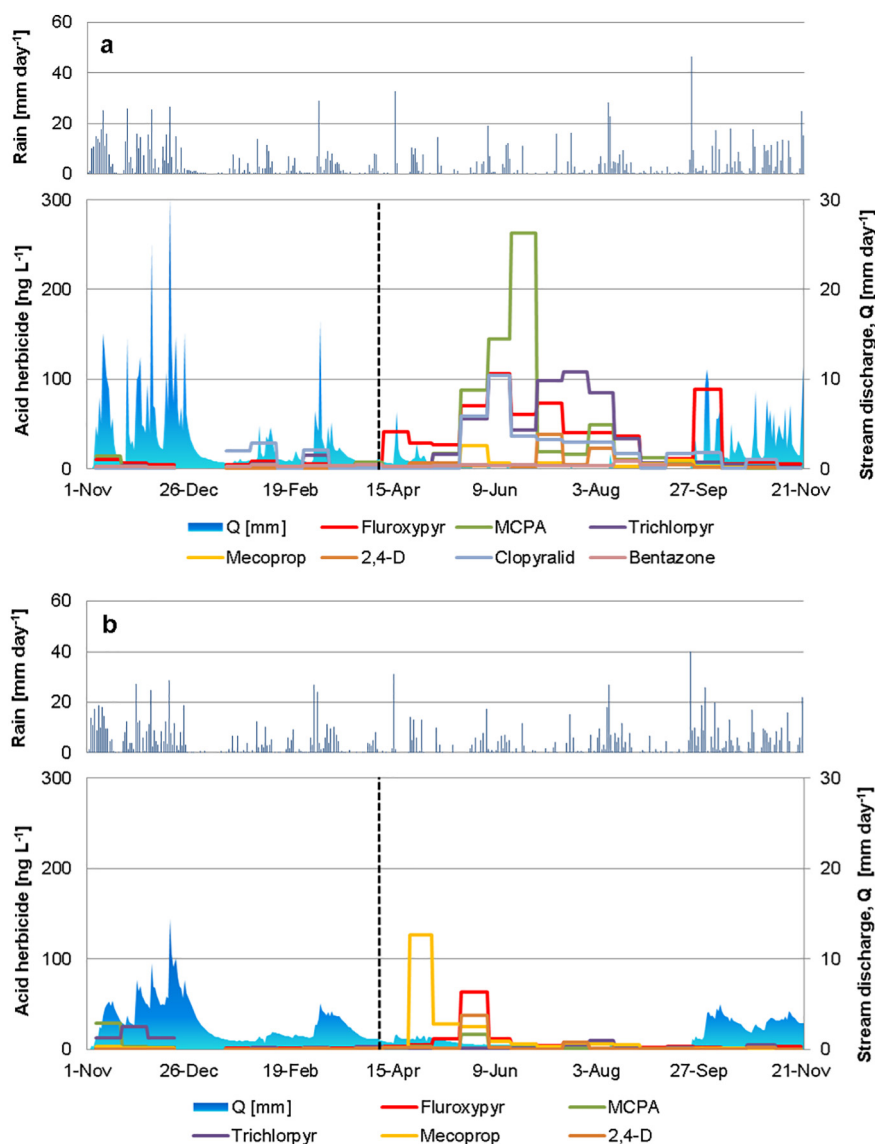 a
Rain [mm day-1]
60
40
20
0
Acid herbicide [ng L-1]
300
200
100
0
Stream discharge, Q [mm day-1]
30
20
10
0
1-Nov 26-Dec 19-Feb 15-Apr 9-Jun 3-Aug 27-Sep 21-Nov
Q [mm] Fluroxypyr MCPA Trichlorpyr
Mecoprop 2,4-D Clopyralid Bentazone
b
Rain [mm day-1]
60
40
20
0
Acid herbicide [ng L-1]
300
200
100
0
Stream discharge, Q [mm day-1]
30
20
10
0
1-Nov 26-Dec 19-Feb 15-Apr 9-Jun 3-Aug 27-Sep 21-Nov
Q [mm] Fluroxypyr MCPA
Trichlorpyr Mecoprop 2,4-D